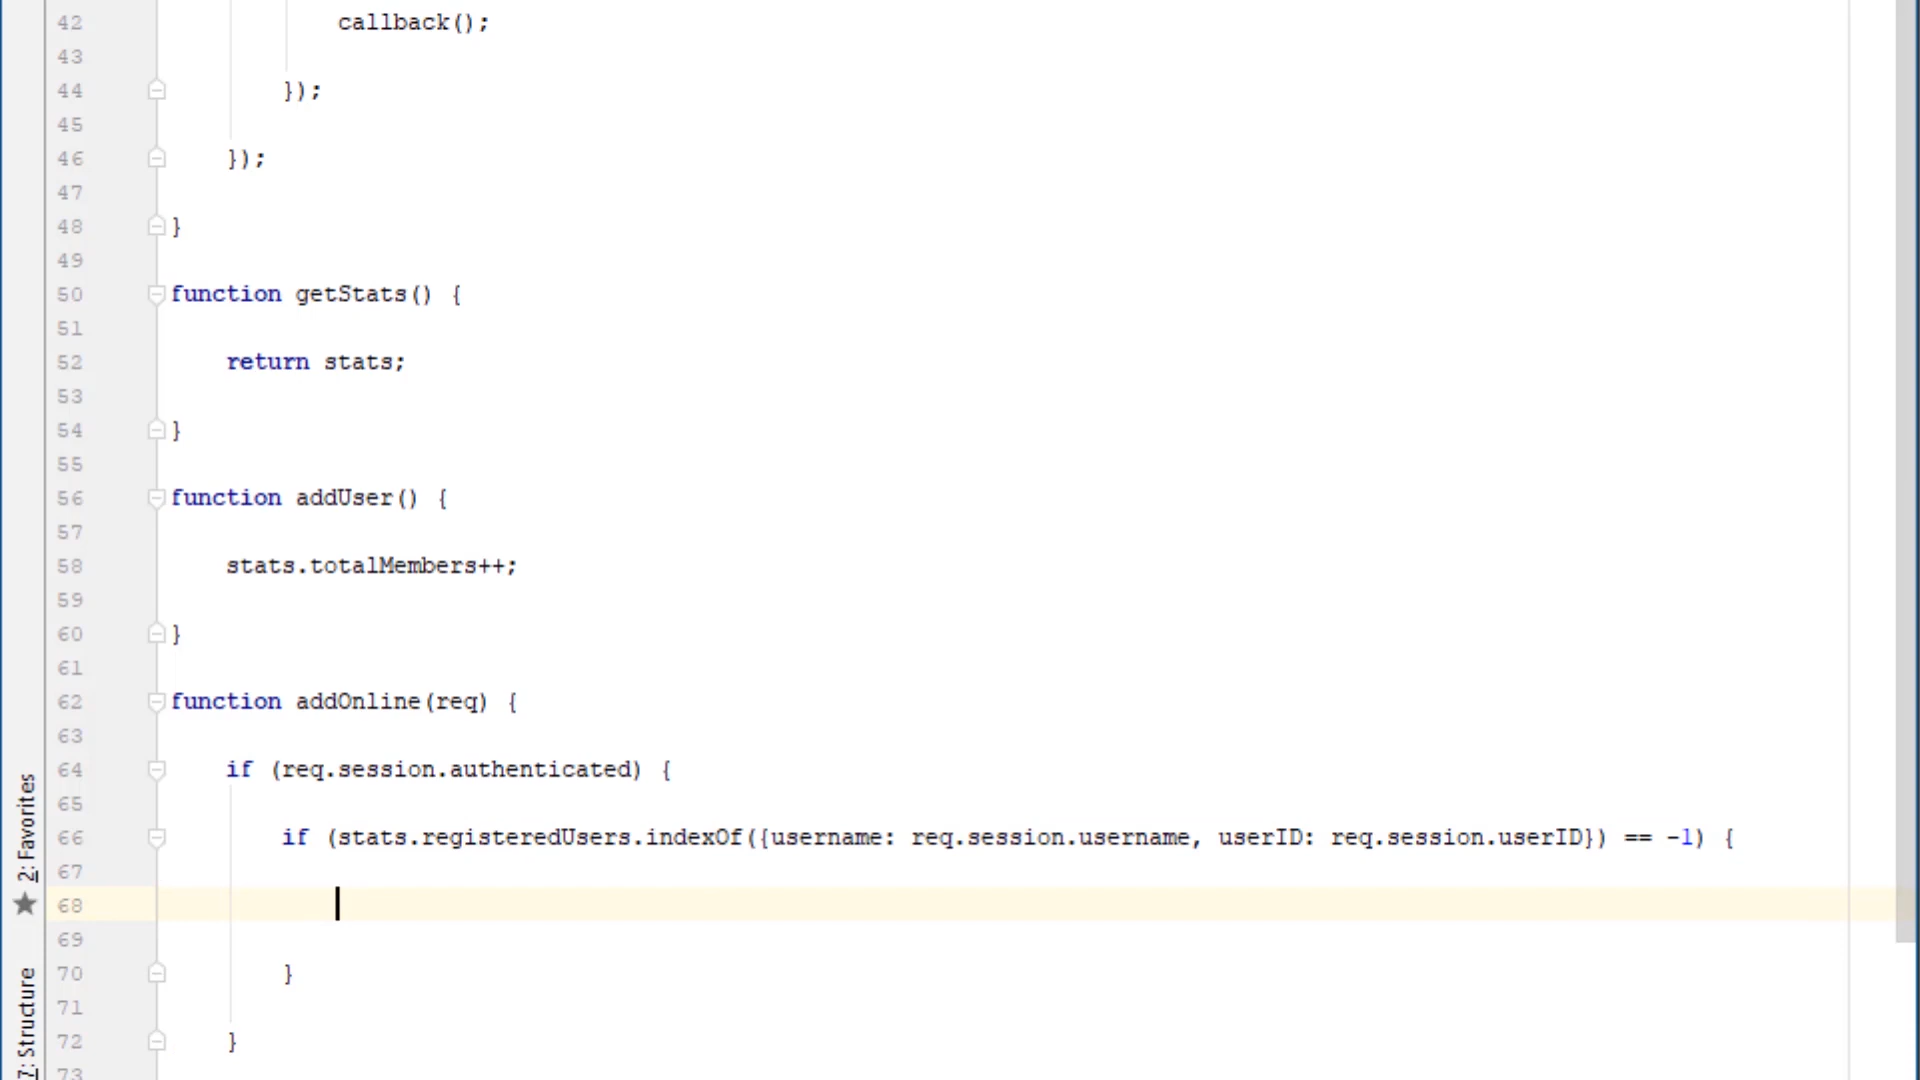 42 callback();
43
44 });
45
46 });
47
48 }
49
50 function getStats() {
51
52 return stats;
53
54 }
55
56 function addUser() {
57
58 stats.totalMembers++;
59
60 }
61
62 function addOnline(req) {
63
64 if (req.session.authenticated) {
65
66 if (stats.registeredUsers.indexOf({username: req.session.username, userID: req.session.userID}) == -1) {
67
68
69
70 }
71
72 }
73
2: Favorites
7: Structure